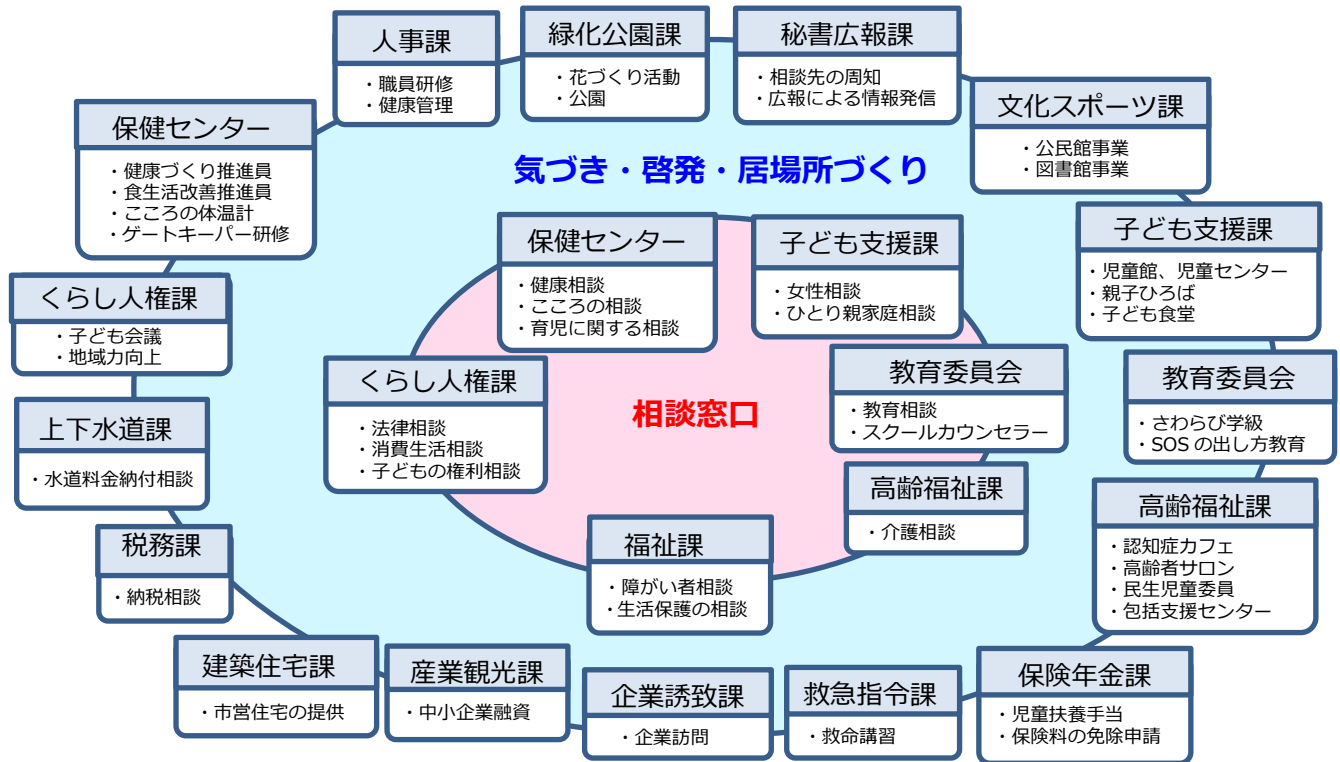 人事課
・職員研修
・健康管理
緑化公園課
・花づくり活動
・公園
秘書広報課
・相談先の周知
・広報による情報発信
文化スポーツ課
・公民館事業
・図書館事業
保健センター
・健康づくり推進員
・食生活改善推進員
・こころの体温計
・ゲートキーパー研修
気づき・啓発・居場所づくり
子ども支援課
・児童館、児童センター
・親子ひろば
・子ども食堂
保健センター
・健康相談
・こころの相談
・育児に関する相談
子ども支援課
・女性相談
・ひとり親家庭相談
くらし人権課
・子ども会議
・地域力向上
くらし人権課
・法律相談
・消費生活相談
・子どもの権利相談
相談窓口
教育委員会
・教育相談
・スクールカウンセラー
教育委員会
・さわらび学級
・SOS の出し方教育
上下水道課
・水道料金納付相談
高齢福祉課
・介護相談
高齢福祉課
・認知症カフェ
・高齢者サロン
・民生児童委員
・包括支援センター
税務課
・納税相談
福祉課
・障がい者相談
・生活保護の相談
建築住宅課
・市営住宅の提供
産業観光課
・中小企業融資
企業誘致課
・企業訪問
救急指令課
・救命講習
保険年金課
・児童扶養手当
・保険料の免除申請